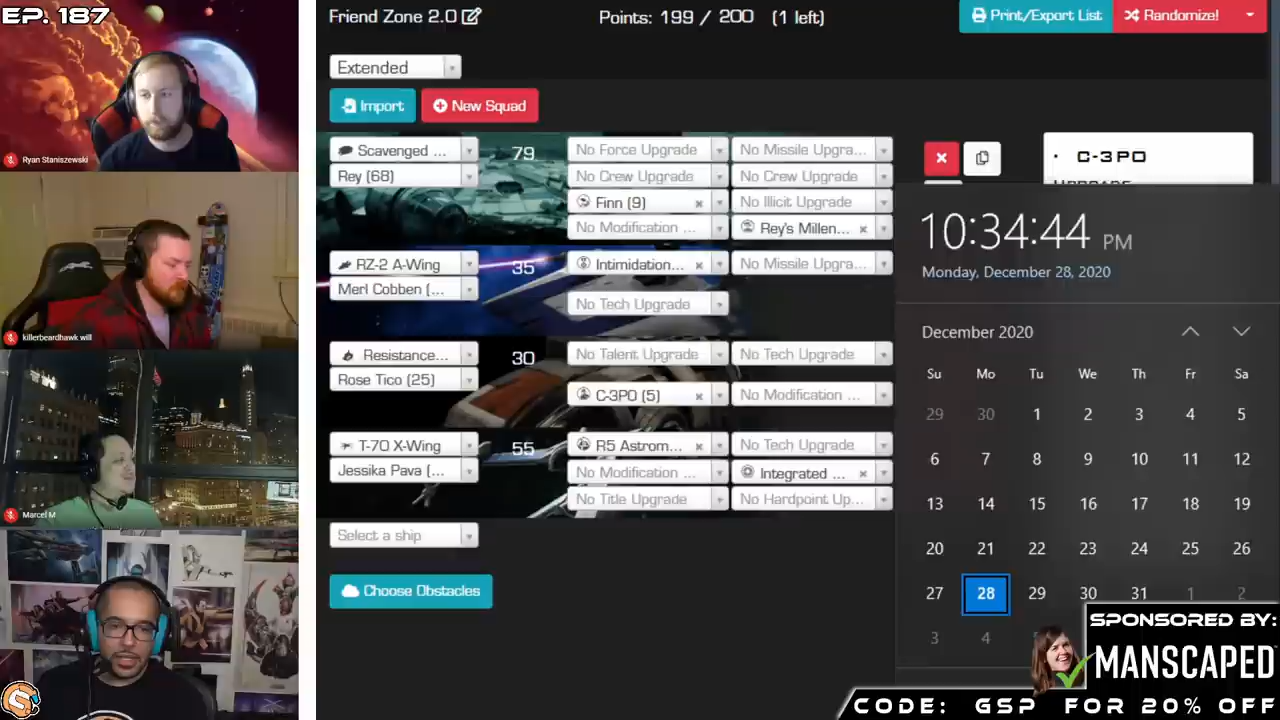 EP. 187
Ryan Staniszewski
killerbeardhawk will
Marcel M
Friend Zone 2.0
Points: 199 / 200 (1 left)
Print/Export List
Randomize!
Extended
Import
New Squad
Scavenged ...
79
No Force Upgrade
No Missile Upgra...
Rey (68)
No Crew Upgrade
No Crew Upgrade
Finn (9)
No Illicit Upgrade
No Modification ...
Rey's Millen...
RZ-2 A-Wing
35
Intimidation...
No Missile Upgra...
Merl Cobben (...
No Tech Upgrade
Resistance...
30
No Talent Upgrade
No Tech Upgrade
Rose Tico (25)
C-3PO (5)
No Modification ...
T-70 X-Wing
55
R5 Astrom...
No Tech Upgrade
Jessika Pava (...
No Modification ...
Integrated ...
No Title Upgrade
No Hardpoint Up...
Select a ship
Choose Obstacles
C-3PO
10:34:44 PM
Monday, December 28, 2020
December 2020
Su Mo Tu We Th Fr Sa
29 30 1 2 3 4 5
6 7 8 9 10 11 12
13 14 15 16 17 18 19
20 21 22 23 24 25 26
27 28 29 30 31 1 2
3 4
SPONSORED BY:
MANSCAPED
CODE: GSP FOR 20% OFF